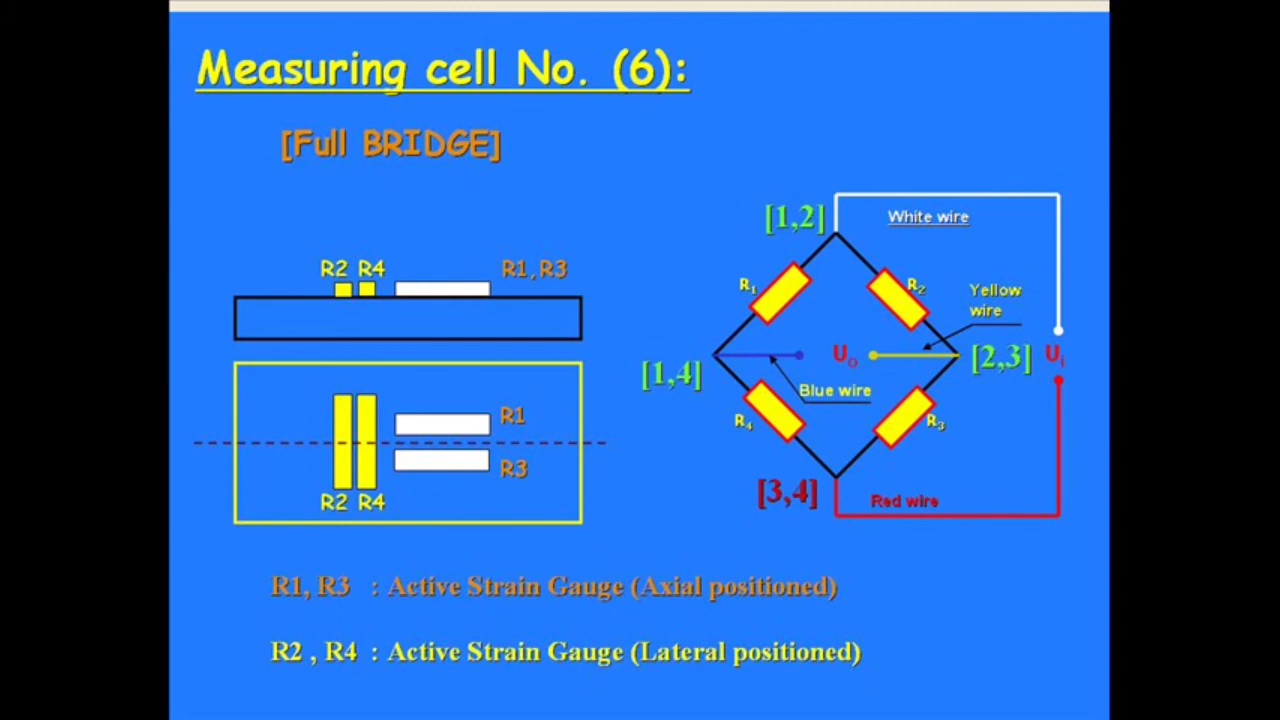 Measuring cell No. (6):
[Full BRIDGE]
R2 R4 R1,R3
R1
R3
R2 R4
[1,2]
White wire
R1
R2
Yellow
wire
[1,4]
Uo
[2,3]
Ui
Blue wire
R4
R3
[3,4]
Red wire
R1, R3 : Active Strain Gauge (Axial positioned)
R2 , R4 : Active Strain Gauge (Lateral positioned)